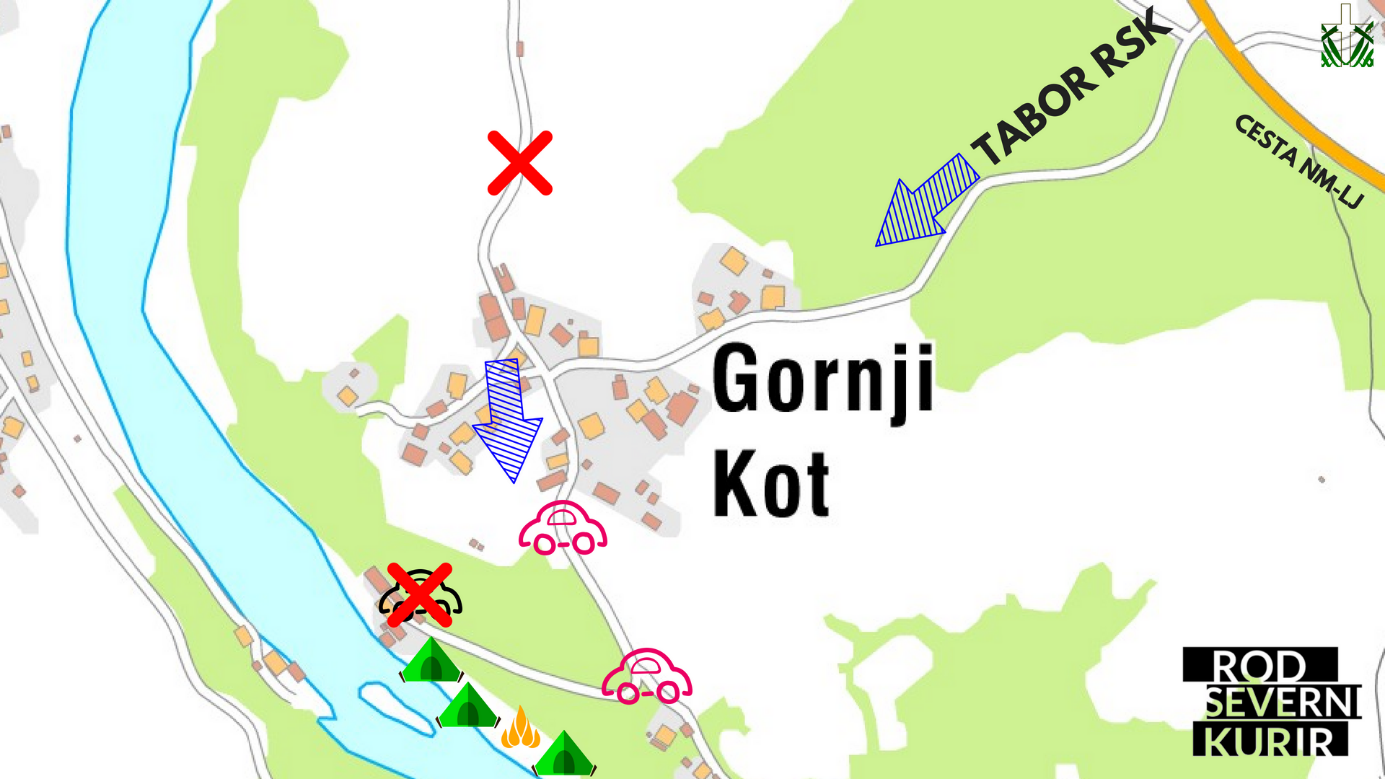 TABOR RSK
CESTA NM-LJ
Gornji
Kot
ROD
SEVERNI
KURIR